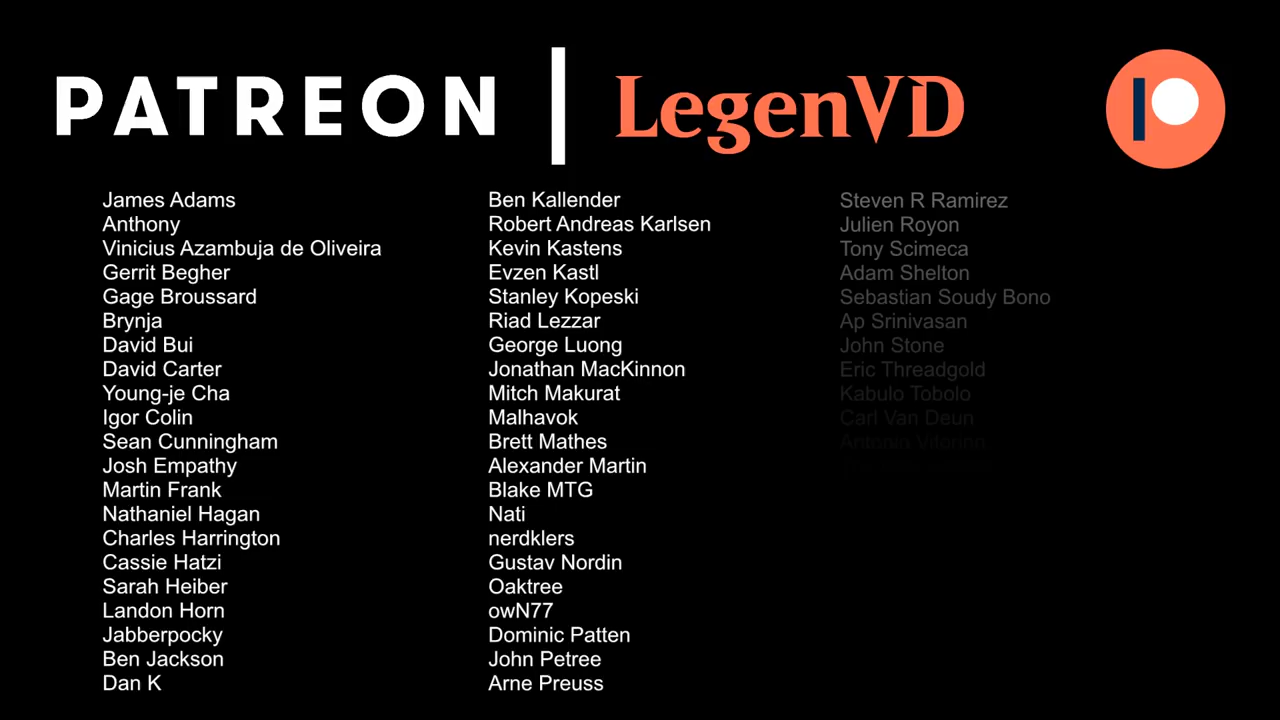 PATREON | LegenVD
James Adams
Anthony
Vinicius Azambuja de Oliveira
Gerrit Begher
Gage Broussard
Brynja
David Bui
David Carter
Young-je Cha
Igor Colin
Sean Cunningham
Josh Empathy
Martin Frank
Nathaniel Hagan
Charles Harrington
Cassie Hatzi
Sarah Heiber
Landon Horn
Jabberpocky
Ben Jackson
Dan K
Ben Kallender
Robert Andreas Karlsen
Kevin Kastens
Evzen Kastl
Stanley Kopeski
Riad Lezzar
George Luong
Jonathan MacKinnon
Mitch Makurat
Malhavok
Brett Mathes
Alexander Martin
Blake MTG
Nati
nerdklers
Gustav Nordin
Oaktree
owN77
Dominic Patten
John Petree
Arne Preuss
Steven R Ramirez
Julien Royon
Tony Scimeca
Adam Shelton
Sebastian Soudy Bono
Ap Srinivasan
John Stone
Eric Threadgold
Kabulo Tobolo
Carl Van Deun
Antonio Vitorino